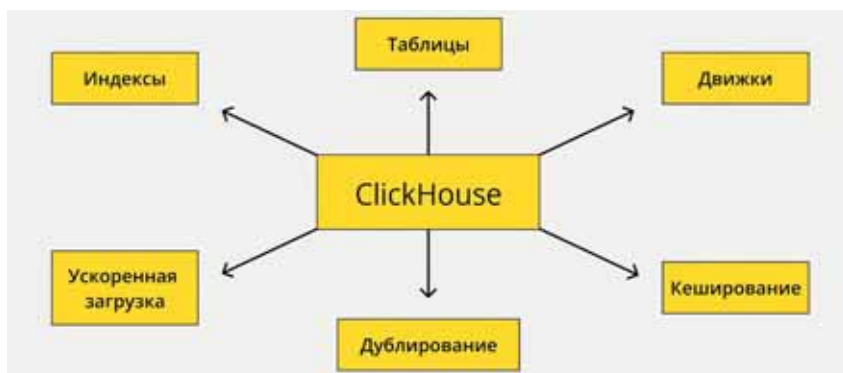 Таблицы
Индексы
Движки
ClickHouse
Ускоренная
загрузка
Кеширование
Дублирование